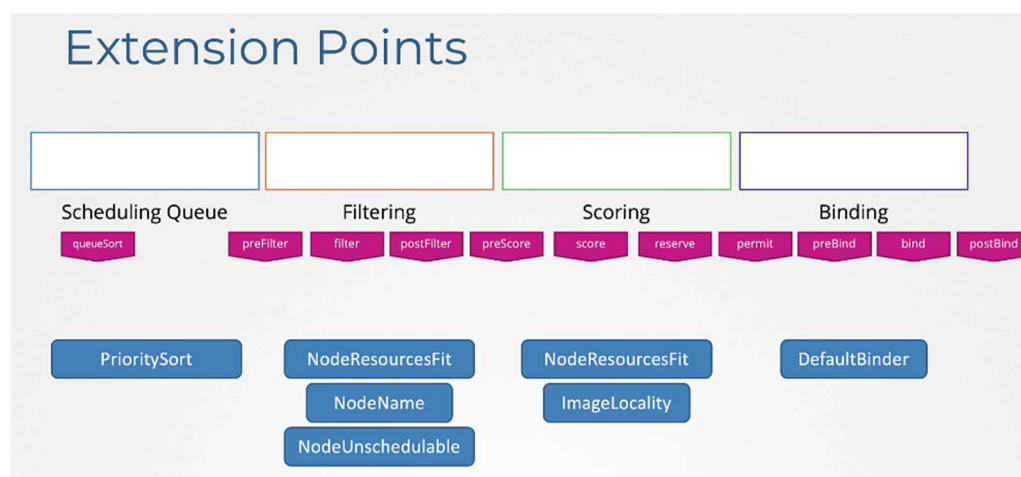 Extension Points
Scheduling Queue Filtering Scoring Binding
queueSort preFilter filter postFilter preScore score reserve permit preBind bind postBind
PrioritySort NodeResourcesFit NodeResourcesFit DefaultBinder
NodeName ImageLocality
NodeUnschedulable